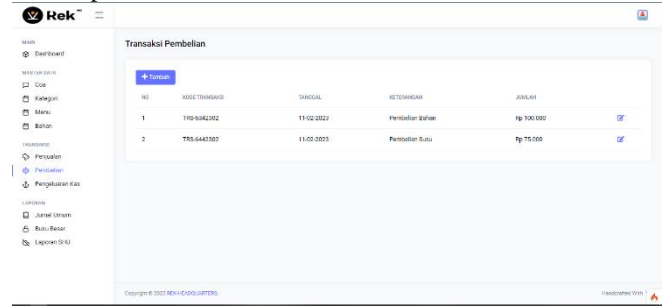 Rek
MAIN
Dashboard
MASTER DATA
Coa
Kategori
Menu
Bahan
TRANSAKSI
Penjualan
Pembelian
Pengeluaran Kas
LAPORAN
Jurnal Umum
Buku Besar
Laporan SHU
Transaksi Pembelian
+ Tambah
NO KODE TRANSAKSI TANGGAL KETERANGAN JUMLAH
1 TRS-6342302 11-02-2023 Pembelian Bahan Rp 100.000
2 TRS-6442302 11-02-2023 Pembelian Susu Rp 75.000
Copyright © 2022 REK-HEADQUARTERS.
Handcrafted With